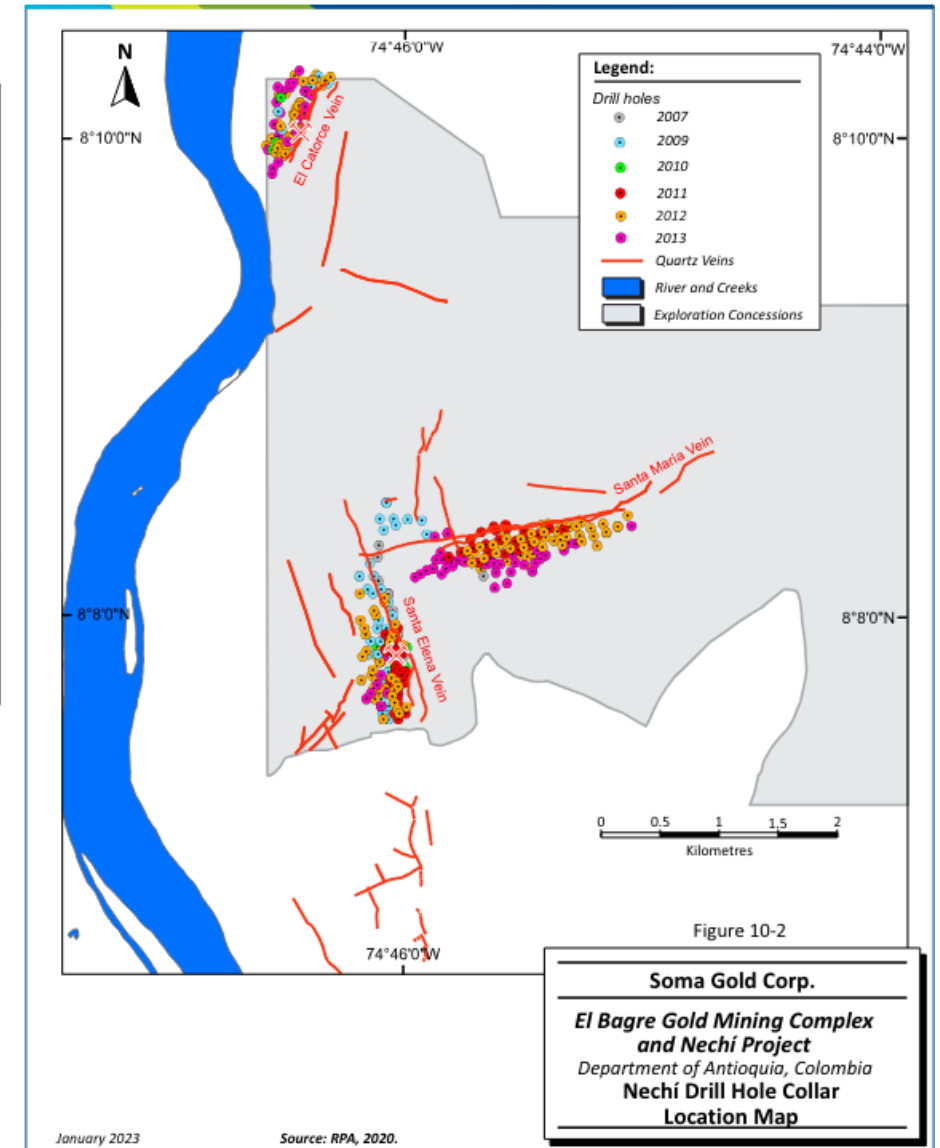 74°46'0"W
74°44'0"W
N
Legend:
Drill holes
2007
2009
2010
2011
2012
2013
Quartz Veins
River and Creeks
Exploration Concessions
8°10'0"N
8°10'0"N
El Catorce Vein
Santa Maria Vein
8°8'0"N
8°8'0"N
Santa Elena Vein
0 0.5 1 1.5 2
Kilometres
Figure 10-2
74°46'0"W
Soma Gold Corp.
El Bagre Gold Mining Complex
and Nechí Project
Department of Antioquia, Colombia
Nechí Drill Hole Collar
Location Map
January 2023
Source: RPA, 2020.